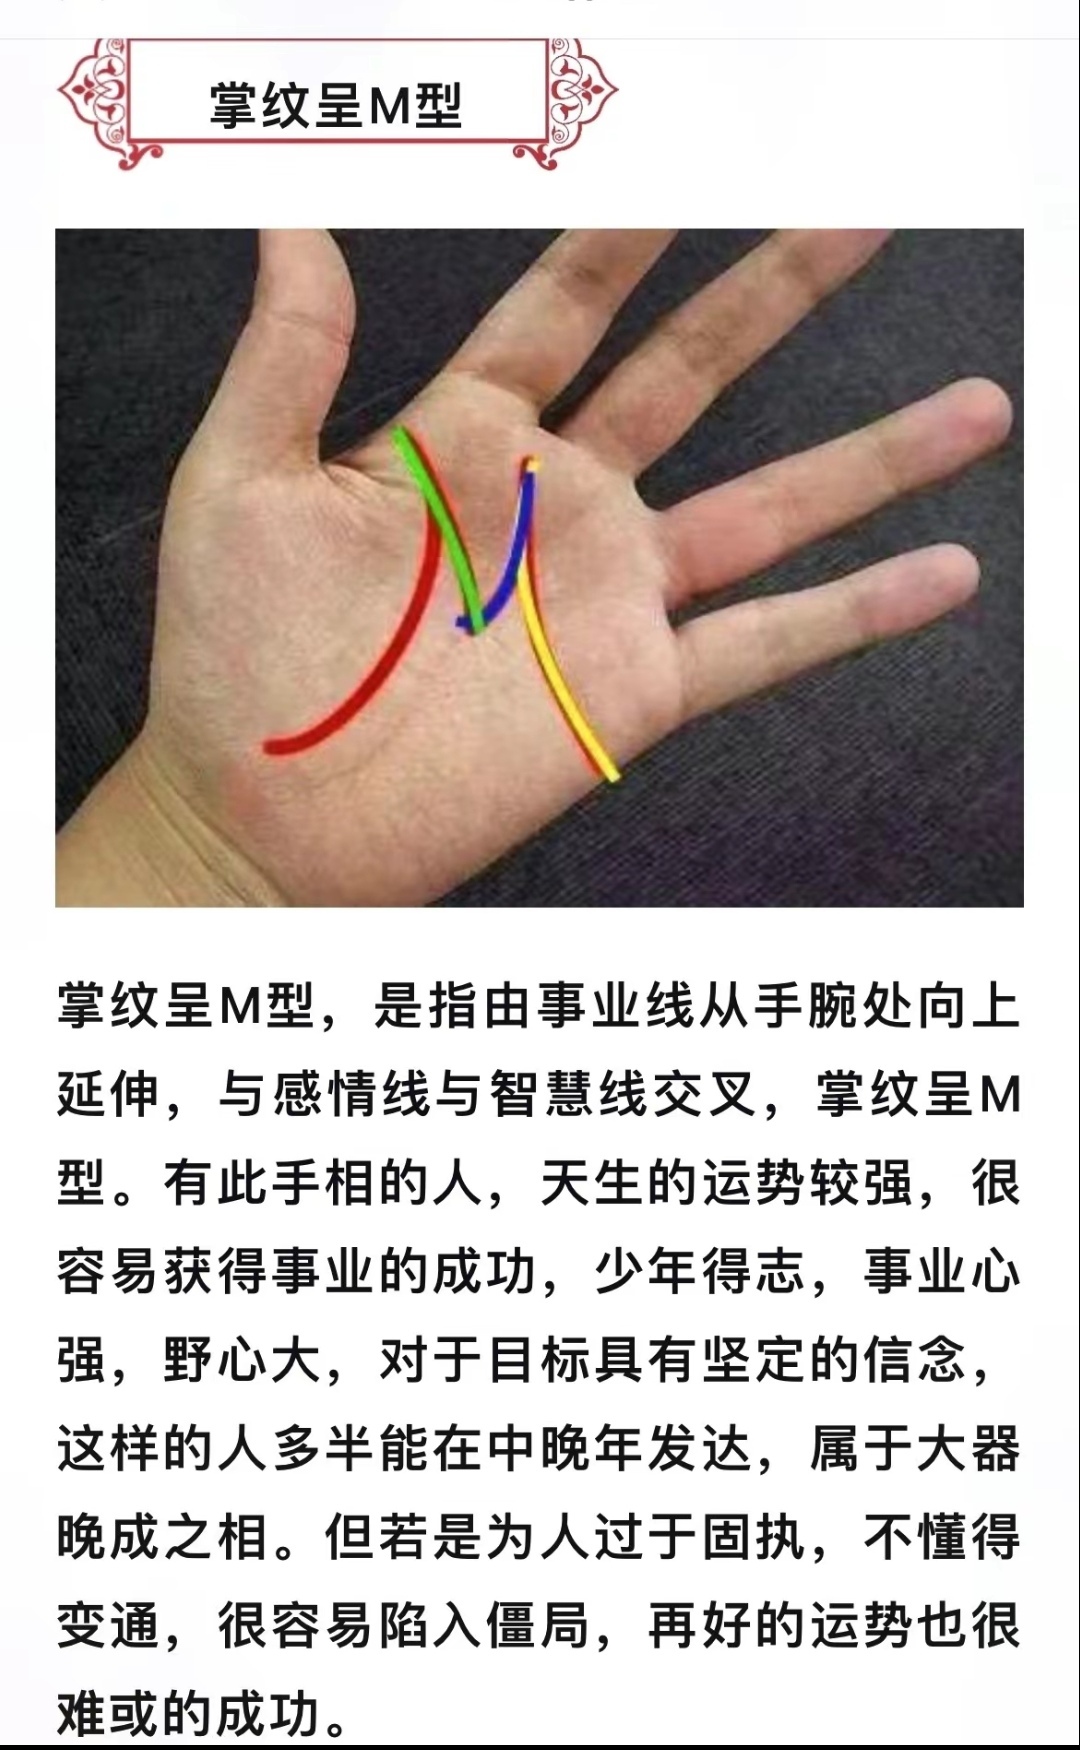 掌纹呈M型
掌纹呈M型，是指由事业线从手腕处向上
延伸，与感情线与智慧线交叉，掌纹呈M
型。有此手相的人，天生的运势较强，很
容易获得事业的成功，少年得志，事业心
强，野心大，对于目标具有坚定的信念，
这样的人多半能在中晚年发达，属于大器
晚成之相。但若是为人过于固执，不懂得
变通，很容易陷入僵局，再好的运势也很
难或的成功。